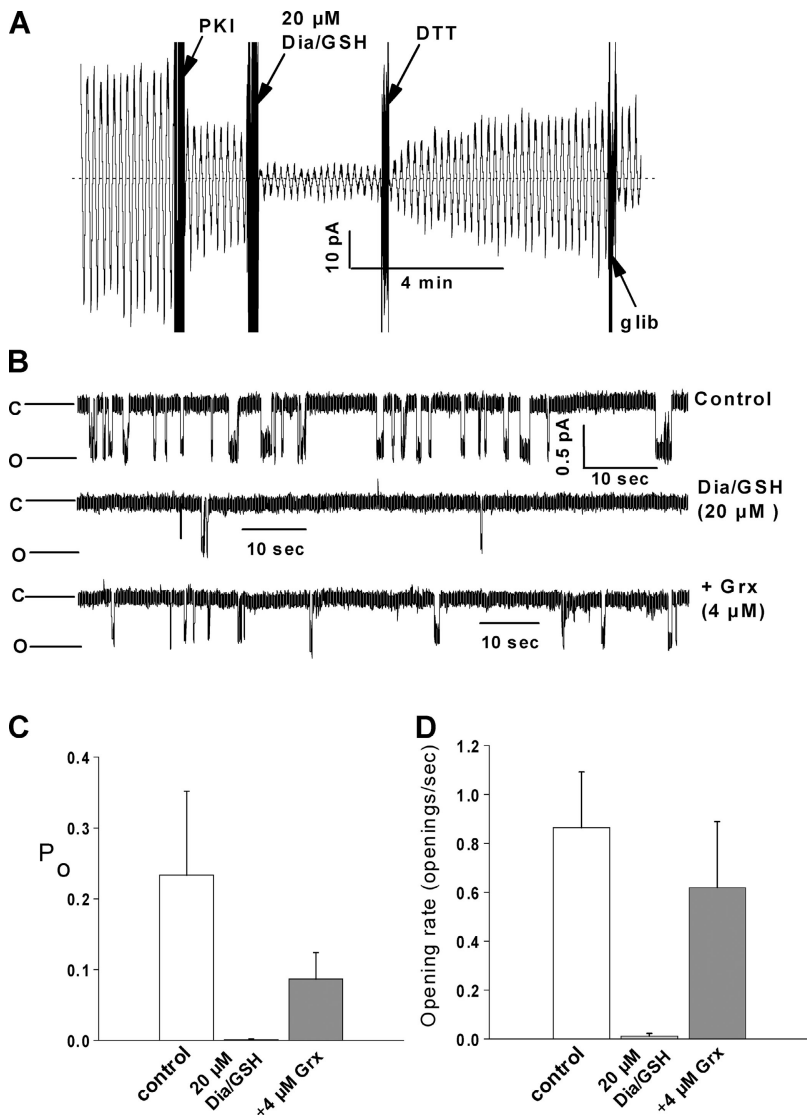 A
PKI
20 µM
Dia/GSH
DTT
10 pA
4 min
glib
B
C
O
Control
0.5 pA
10 sec
C
O
Dia/GSH
(20 µM )
10 sec
C
O
+ Grx
(4 µM)
10 sec
C
0.4
0.3
0.2
0.1
0.0
Po
control
20 µM
Dia/GSH
+4 µM Grx
D
1.2
1.0
0.8
0.6
0.4
0.2
0.0
Opening rate (openings/sec)
control
20 µM
Dia/GSH
+4 µM Grx